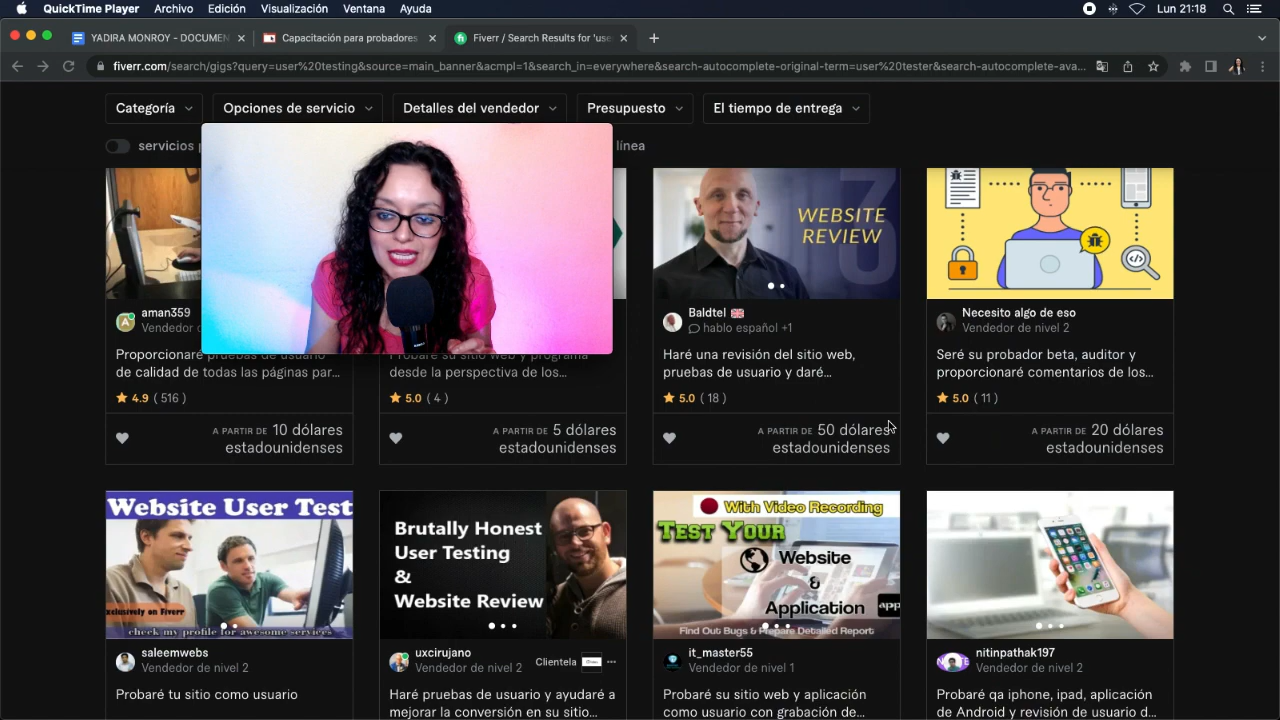 QuickTime Player Archivo Edición Visualización Ventana Ayuda
Lun 21:18
YADIRA MONROY - DOCUMEN
Capacitación para probadores
Fiverr / Search Results for 'use
fiverr.com/search/gigs?query=user%20testing&source=main_banner&acmpl=1&search_in=everywhere&search-autocomplete-original-term=user%20tester&search-autocomplete-ava...
Categoría
Opciones de servicio
Detalles del vendedor
Presupuesto
El tiempo de entrega
servicios
línea
WEBSITE
REVIEW
aman359
Vendedor
Proporcionaré pruebas de usuario
de calidad de todas las páginas par...
4.9 (516)
A PARTIR DE 10 dólares
estadounidenses
Probaré su sitio web y programa
desde la perspectiva de los...
5.0 (4)
A PARTIR DE 5 dólares
estadounidenses
Baldtel
hablo español +1
Haré una revisión del sitio web,
pruebas de usuario y daré...
5.0 (18)
A PARTIR DE 50 dólares
estadounidenses
Necesito algo de eso
Vendedor de nivel 2
Seré su probador beta, auditor y
proporcionaré comentarios de los...
5.0 (11)
A PARTIR DE 20 dólares
estadounidenses
Website User Test
exclusively on Fiverr
check my profile for awesome services
saleemwebs
Vendedor de nivel 2
Probaré tu sitio como usuario
Brutally Honest
User Testing
&
Website Review
uxcirujano
Vendedor de nivel 2
Clientela
Haré pruebas de usuario y ayudaré a
mejorar la conversión en su sitio...
With Video Recording
TEST YOUR
Website
&
Application
app
Find Out Bugs & Prepare Detailed Report
it_master55
Vendedor de nivel 1
Probaré su sitio web y aplicación
como usuario con grabación de...
nitinpathak197
Vendedor de nivel 2
Probaré qa iphone, ipad, aplicación
de Android y revisión de usuario d...